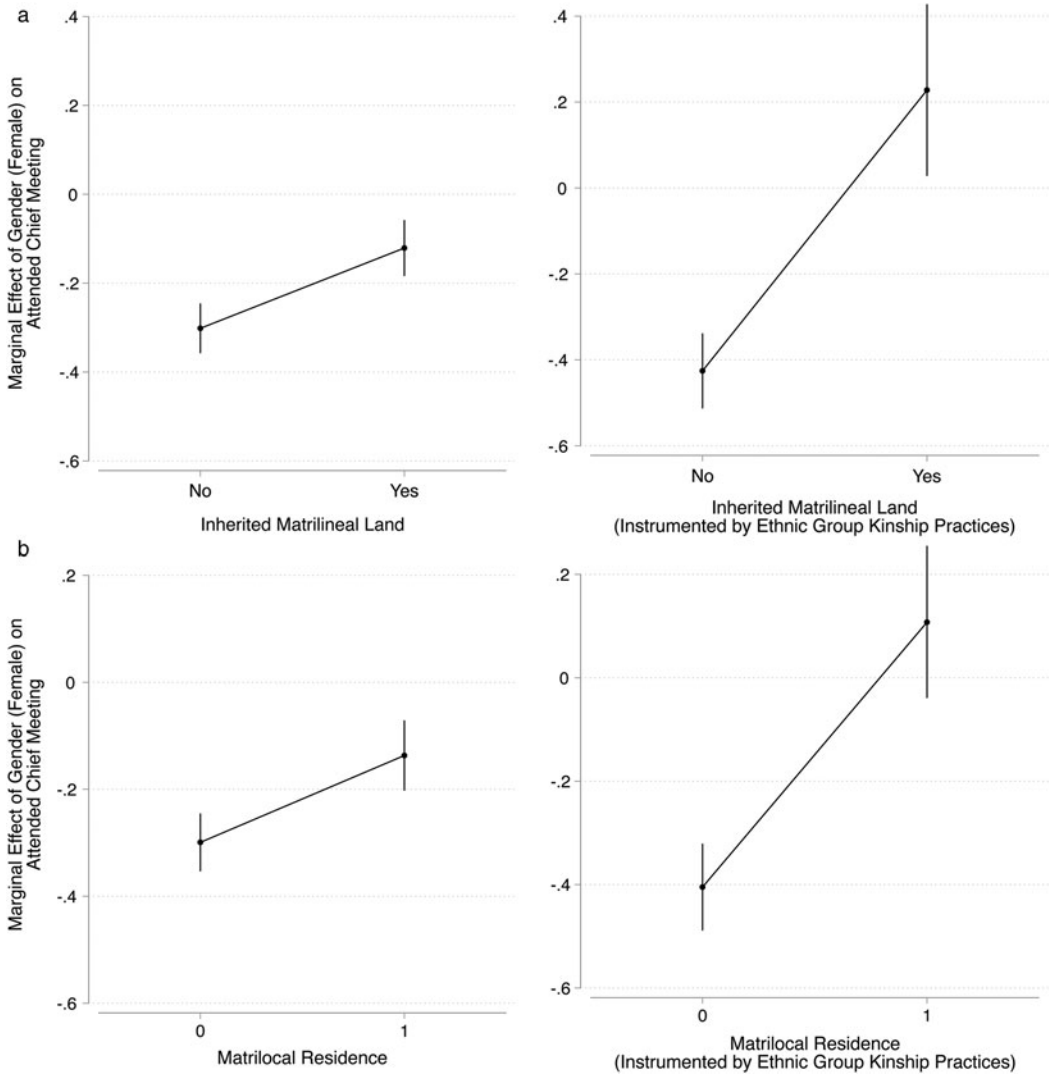 a
Marginal Effect of Gender (Female) on
Attended Chief Meeting
.4
.2
0
-.2
-.4
-.6
No
Yes
Inherited Matrilineal Land
.4
.2
0
-.2
-.4
-.6
No
Yes
Inherited Matrilineal Land
(Instrumented by Ethnic Group Kinship Practices)
b
Marginal Effect of Gender (Female) on
Attended Chief Meeting
.2
0
-.2
-.4
-.6
0
1
Matrilocal Residence
.2
0
-.2
-.4
-.6
0
1
Matrilocal Residence
(Instrumented by Ethnic Group Kinship Practices)